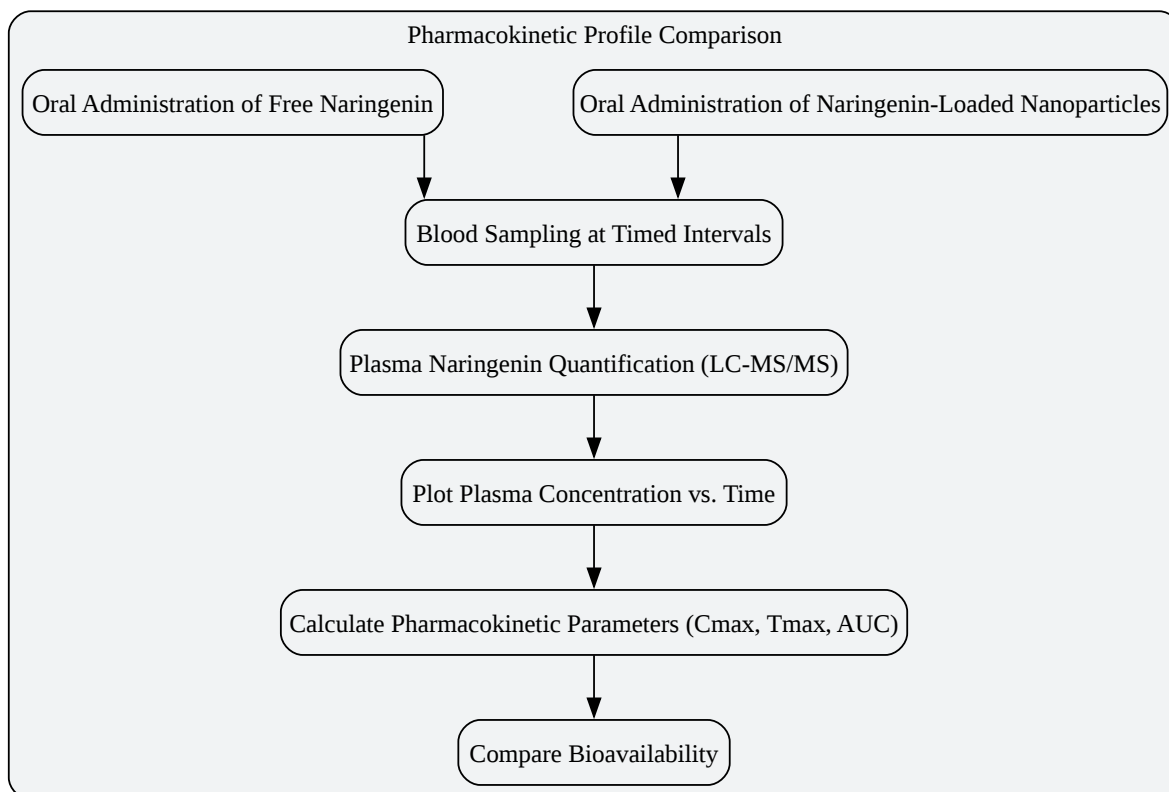 Pharmacokinetic Profile Comparison
Oral Administration of Free Naringenin
Oral Administration of Naringenin-Loaded Nanoparticles
Blood Sampling at Timed Intervals
Plasma Naringenin Quantification (LC-MS/MS)
Plot Plasma Concentration vs. Time
Calculate Pharmacokinetic Parameters (Cmax, Tmax, AUC)
Compare Bioavailability